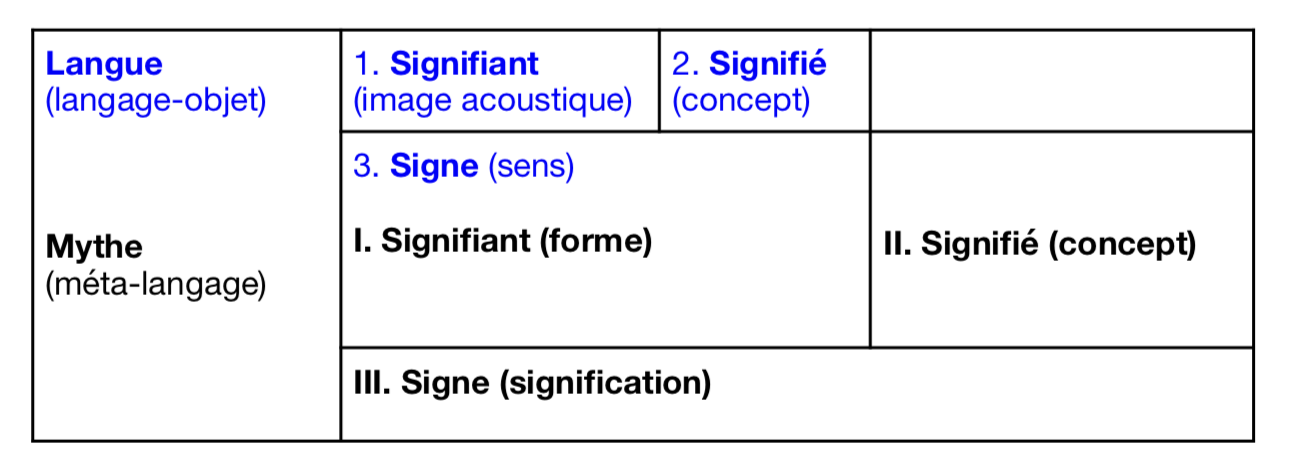 Langue
(langage-objet)
1. Signifiant
(image acoustique)
2. Signifié
(concept)
3. Signe (sens)
Mythe
(méta-langage)
I. Signifiant (forme)
II. Signifié (concept)
III. Signe (signification)